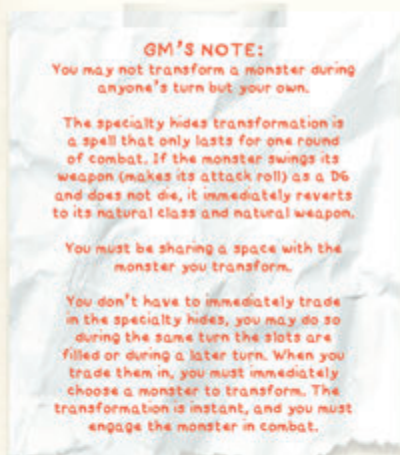 GM'S NOTE:
You may not transform a monster during
anyone's turn but your own.
The specialty hides transformation is
a spell that only lasts for one round
of combat. If the monster swings its
weapon (makes its attack roll) as a D6
and does not die, it immediately reverts
to its natural class and natural weapon.
You must be sharing a space with the
monster you transform.
You don't have to immediately trade
in the specialty hides, you may do so
during the same turn the slots are
filled or during a later turn. When you
trade them in, you must immediately
choose a monster to transform. The
transformation is instant, and you must
engage the monster in combat.